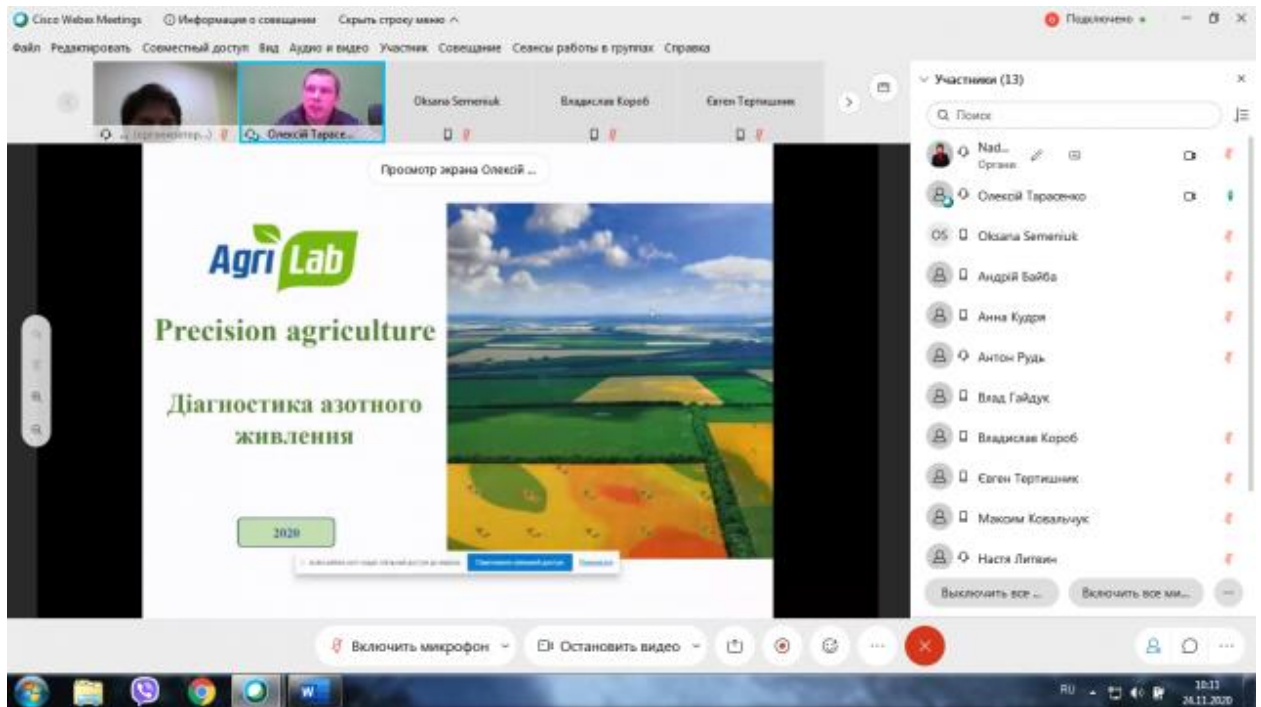 Cisco Webex Meetings
Информация о совещании
Скрыть строку меню
Подключено
Файл Редактировать Совместный доступ Вид Аудио и видео Участник Совещание Сеансы работы в группах Справка
Олексій Тарасе...
Oksana Semeniuk
Владислав Короб
Євген Тертишник
Просмотр экрана Олексій ...
Agri Lab
Precision agriculture
Діагностика азотного
живлення
2020
Участники (13)
Поиск
Nad...
Олексій Тарасенко
OS Oksana Semeniuk
Андрій Байба
Анна Кудря
Антон Рудь
Влад Гайдук
Владислав Короб
Євген Тертишник
Максим Ковальчук
Настя Литвин
Выключить все ...
Включить все ми...
Включить микрофон
Остановить видео
RU
10:11
24.11.2020